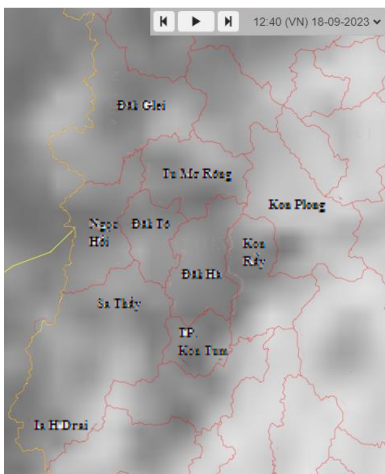 12:40 (VN) 18-09-2023
Đăk Glei
Tu Mơ Rông
Kon Plong
Ngọc
Hồi
Đăk Tô
Kon
Rẫy
Đăk Hà
Sa Thầy
TP.
Kon Tum
Ia H Drai